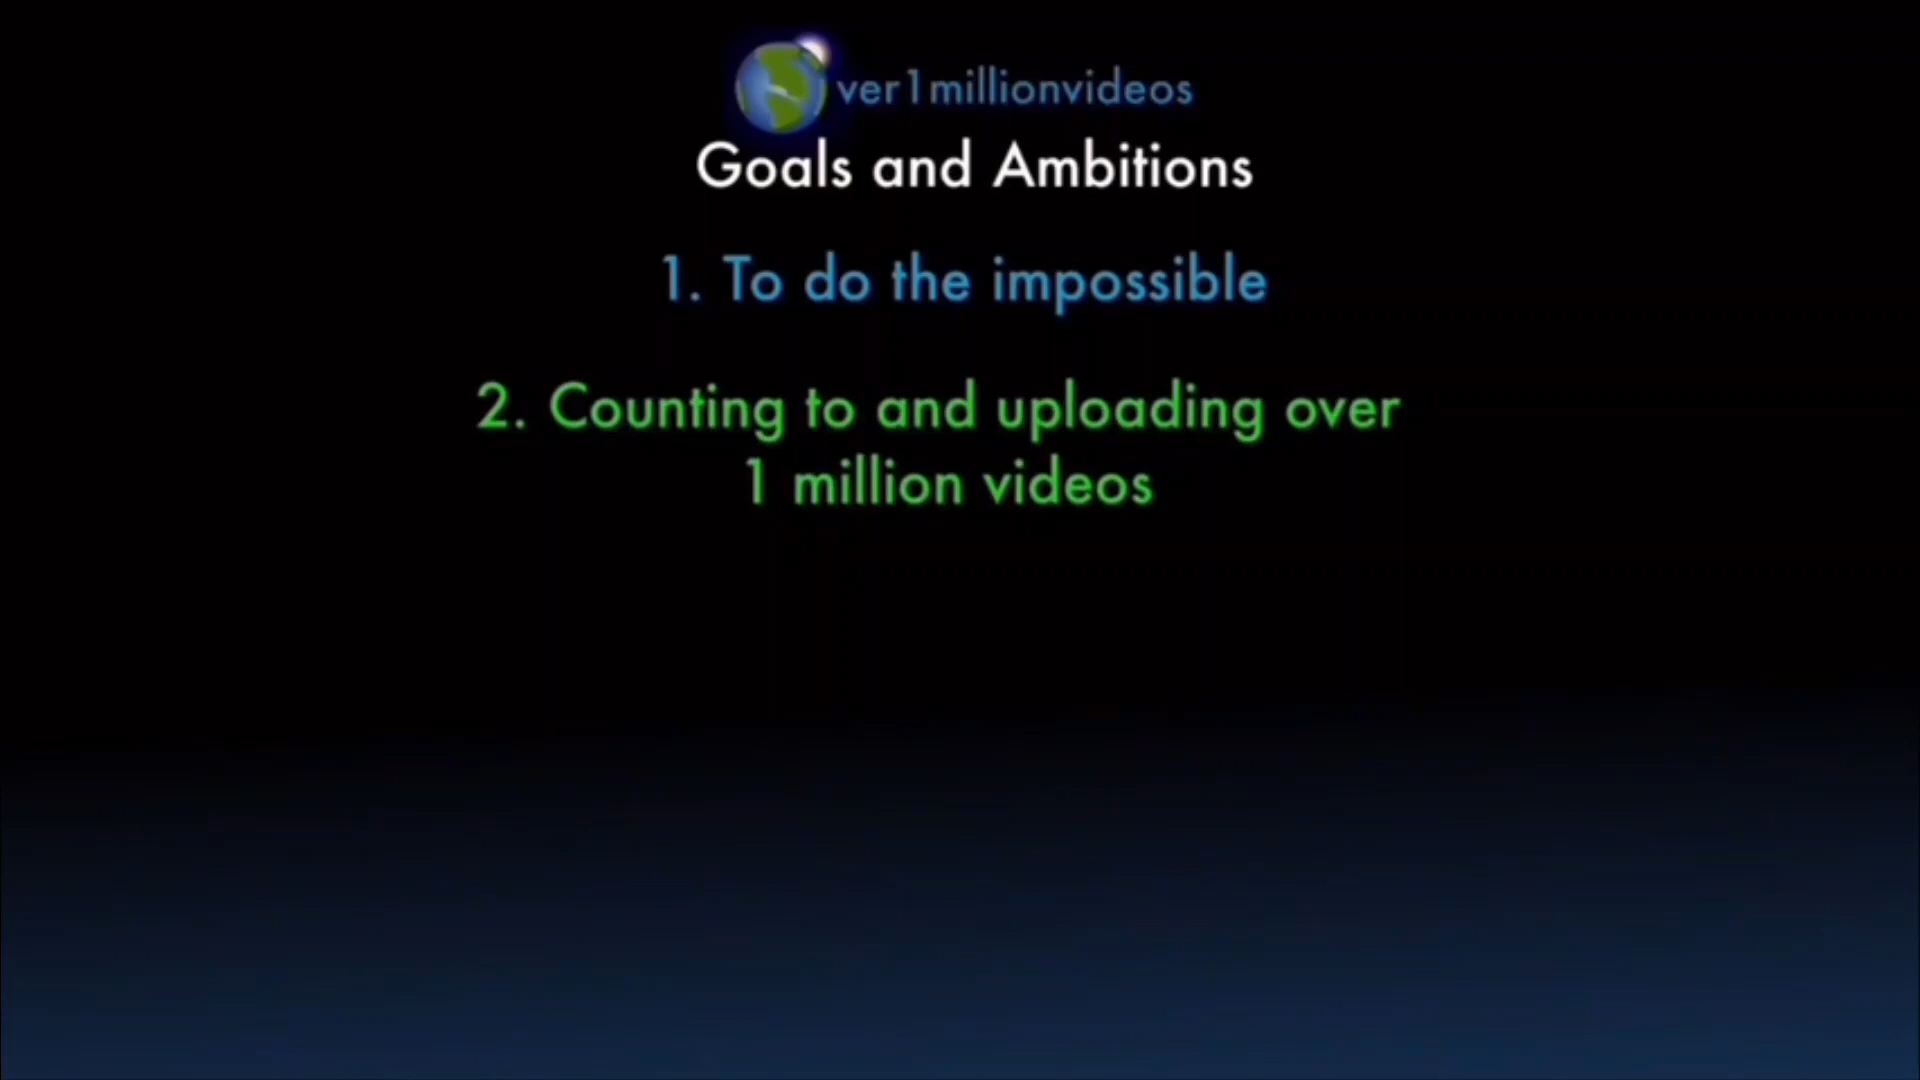 ver1millionvideos
Goals and Ambitions
1. To do the impossible
2. Counting to and uploading over
1 million videos